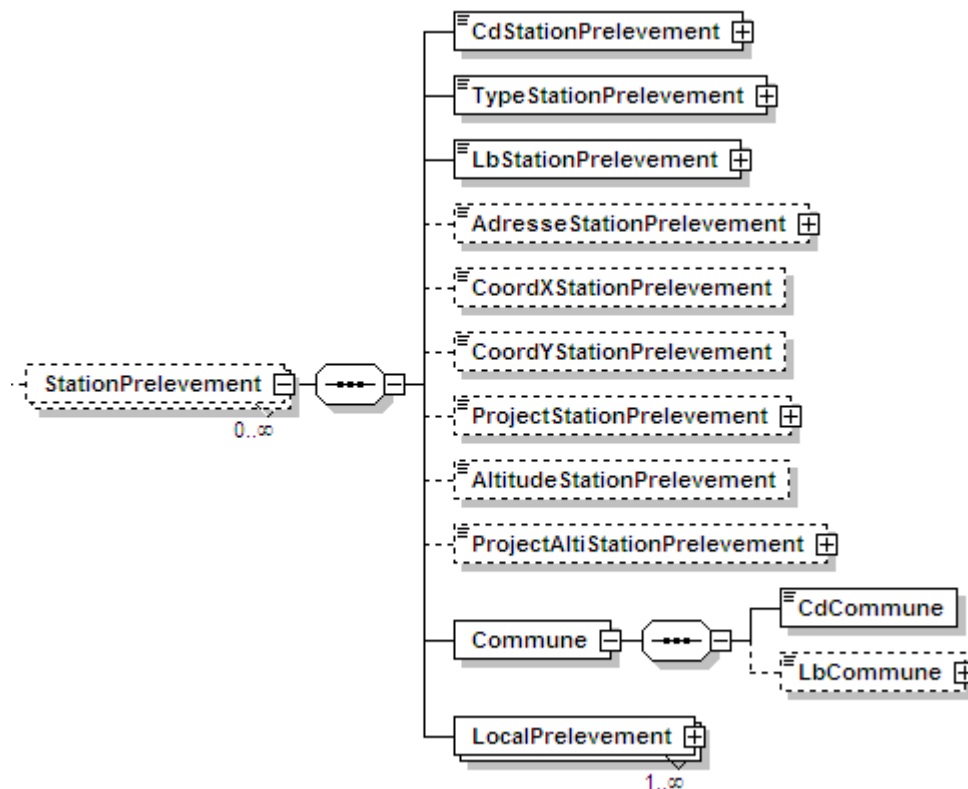 CdStationPrelevement
TypeStationPrelevement
LbStationPrelevement
AdresseStationPrelevement
CoordXStationPrelevement
CoordYStationPrelevement
StationPrelevement
0..∞
ProjectStationPrelevement
AltitudeStationPrelevement
ProjectAltiStationPrelevement
Commune
CdCommune
LbCommune
LocalPrelevement
1..∞